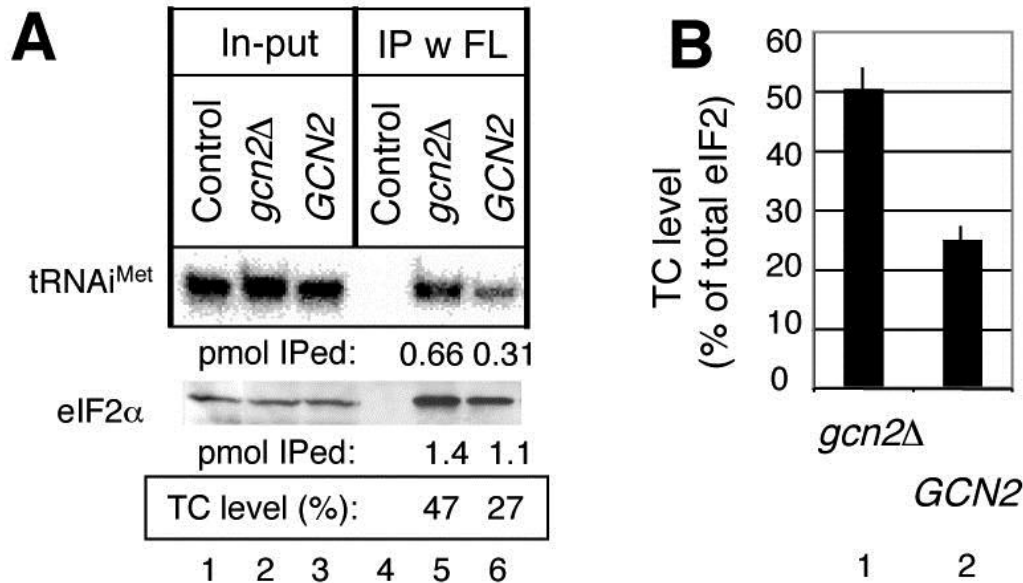 A
In-put IP w FL
Control gcn2Δ GCN2 Control gcn2Δ GCN2
tRNAiMet
pmol IPed: 0.66 0.31
eIF2α
pmol IPed: 1.4 1.1
TC level (%): 47 27
1 2 3 4 5 6
B
TC level
(% of total eIF2)
60
50
40
30
20
10
0
gcn2Δ
GCN2
1 2